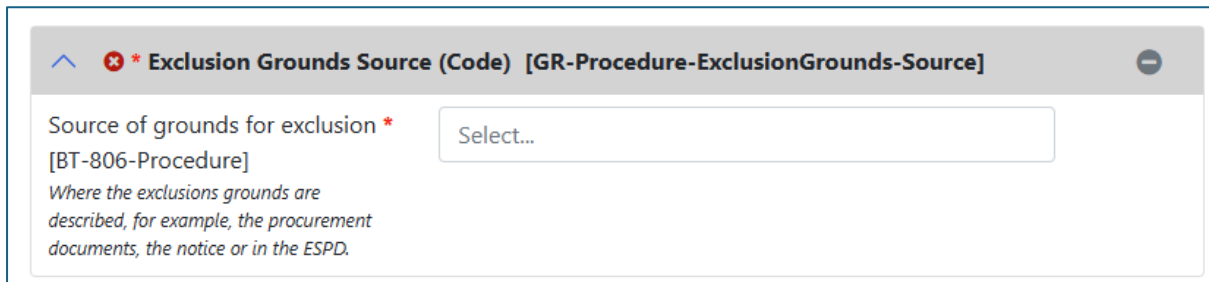 * Exclusion Grounds Source (Code) [GR-Procedure-ExclusionGrounds-Source]
Source of grounds for exclusion *
[BT-806-Procedure]
Where the exclusions grounds are
described, for example, the procurement
documents, the notice or in the ESPD.
Select...